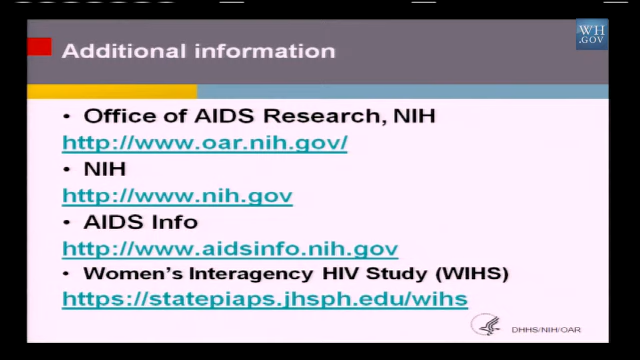 WH
.GOV
Additional information
• Office of AIDS Research, NIH
http://www.oar.nih.gov/
• NIH
http://www.nih.gov
• AIDS Info
http://www.aidsinfo.nih.gov
• Women's Interagency HIV Study (WIHS)
https://statepiaps.jhsph.edu/wihs
DHHS/NIH/OAR